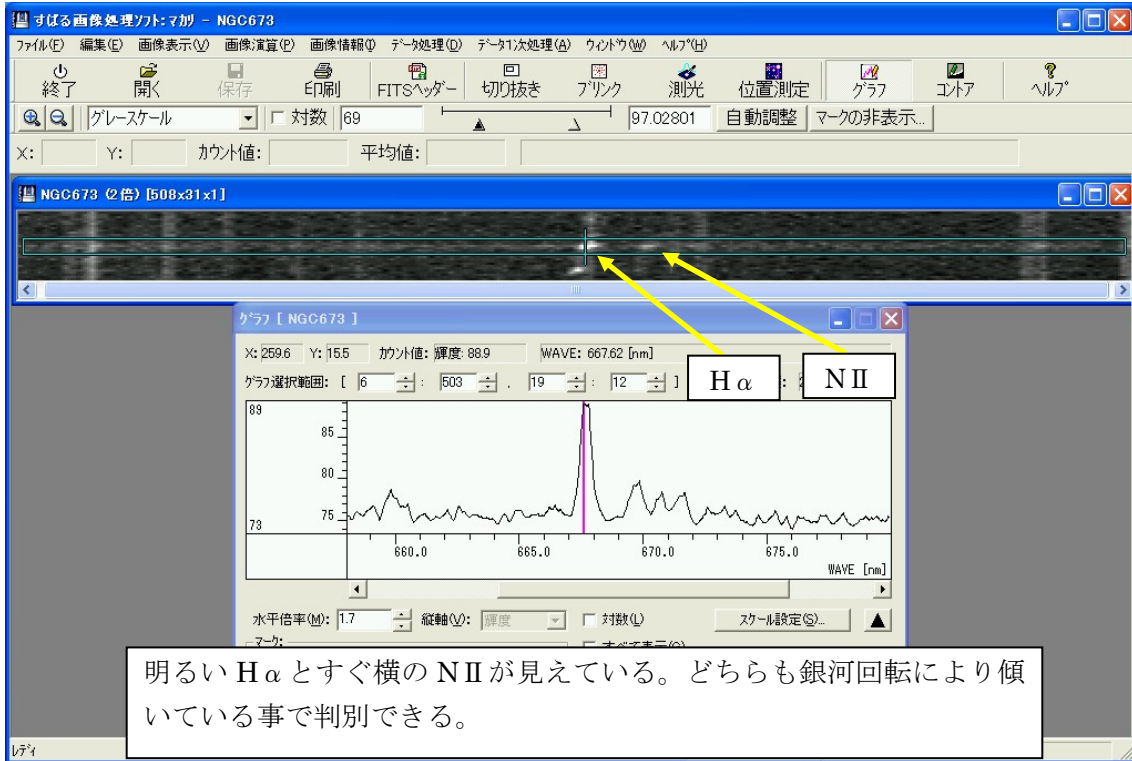 すばる画像処理ソフト:マカリ - NGC673
ファイル(F) 編集(E) 画像表示(V) 画像演算(P) 画像情報(I) データ処理(D) データ1次処理(A) ウィンドウ(W) ヘルプ(H)
終了 開く 保存 印刷 FITSヘッダー 切り抜き ブリンク 測光 位置測定 グラフ コントア ヘルプ
グレースケール 対数 69 97.02801 自動調整 マークの非表示...
X: Y: カウント値: 平均値:
NGC673 (2倍) [508x31x1]
グラフ [ NGC673 ]
X: 259.6 Y: 15.5 カウント値: 輝度: 88.9 WAVE: 667.62 [nm]
Hα NⅡ
グラフ選択範囲: [ 6 : 503 , 19 : 12 ]
89
85
80
75
73
660.0 665.0 670.0 675.0
WAVE [nm]
水平倍率(M): 1.7 縦軸(V): 輝度 対数(L) スケール設定(S)...
マーク:
明るい Hα とすぐ横の NⅡ が見えている。どちらも銀河回転により傾
いている事で判別できる。
レディ